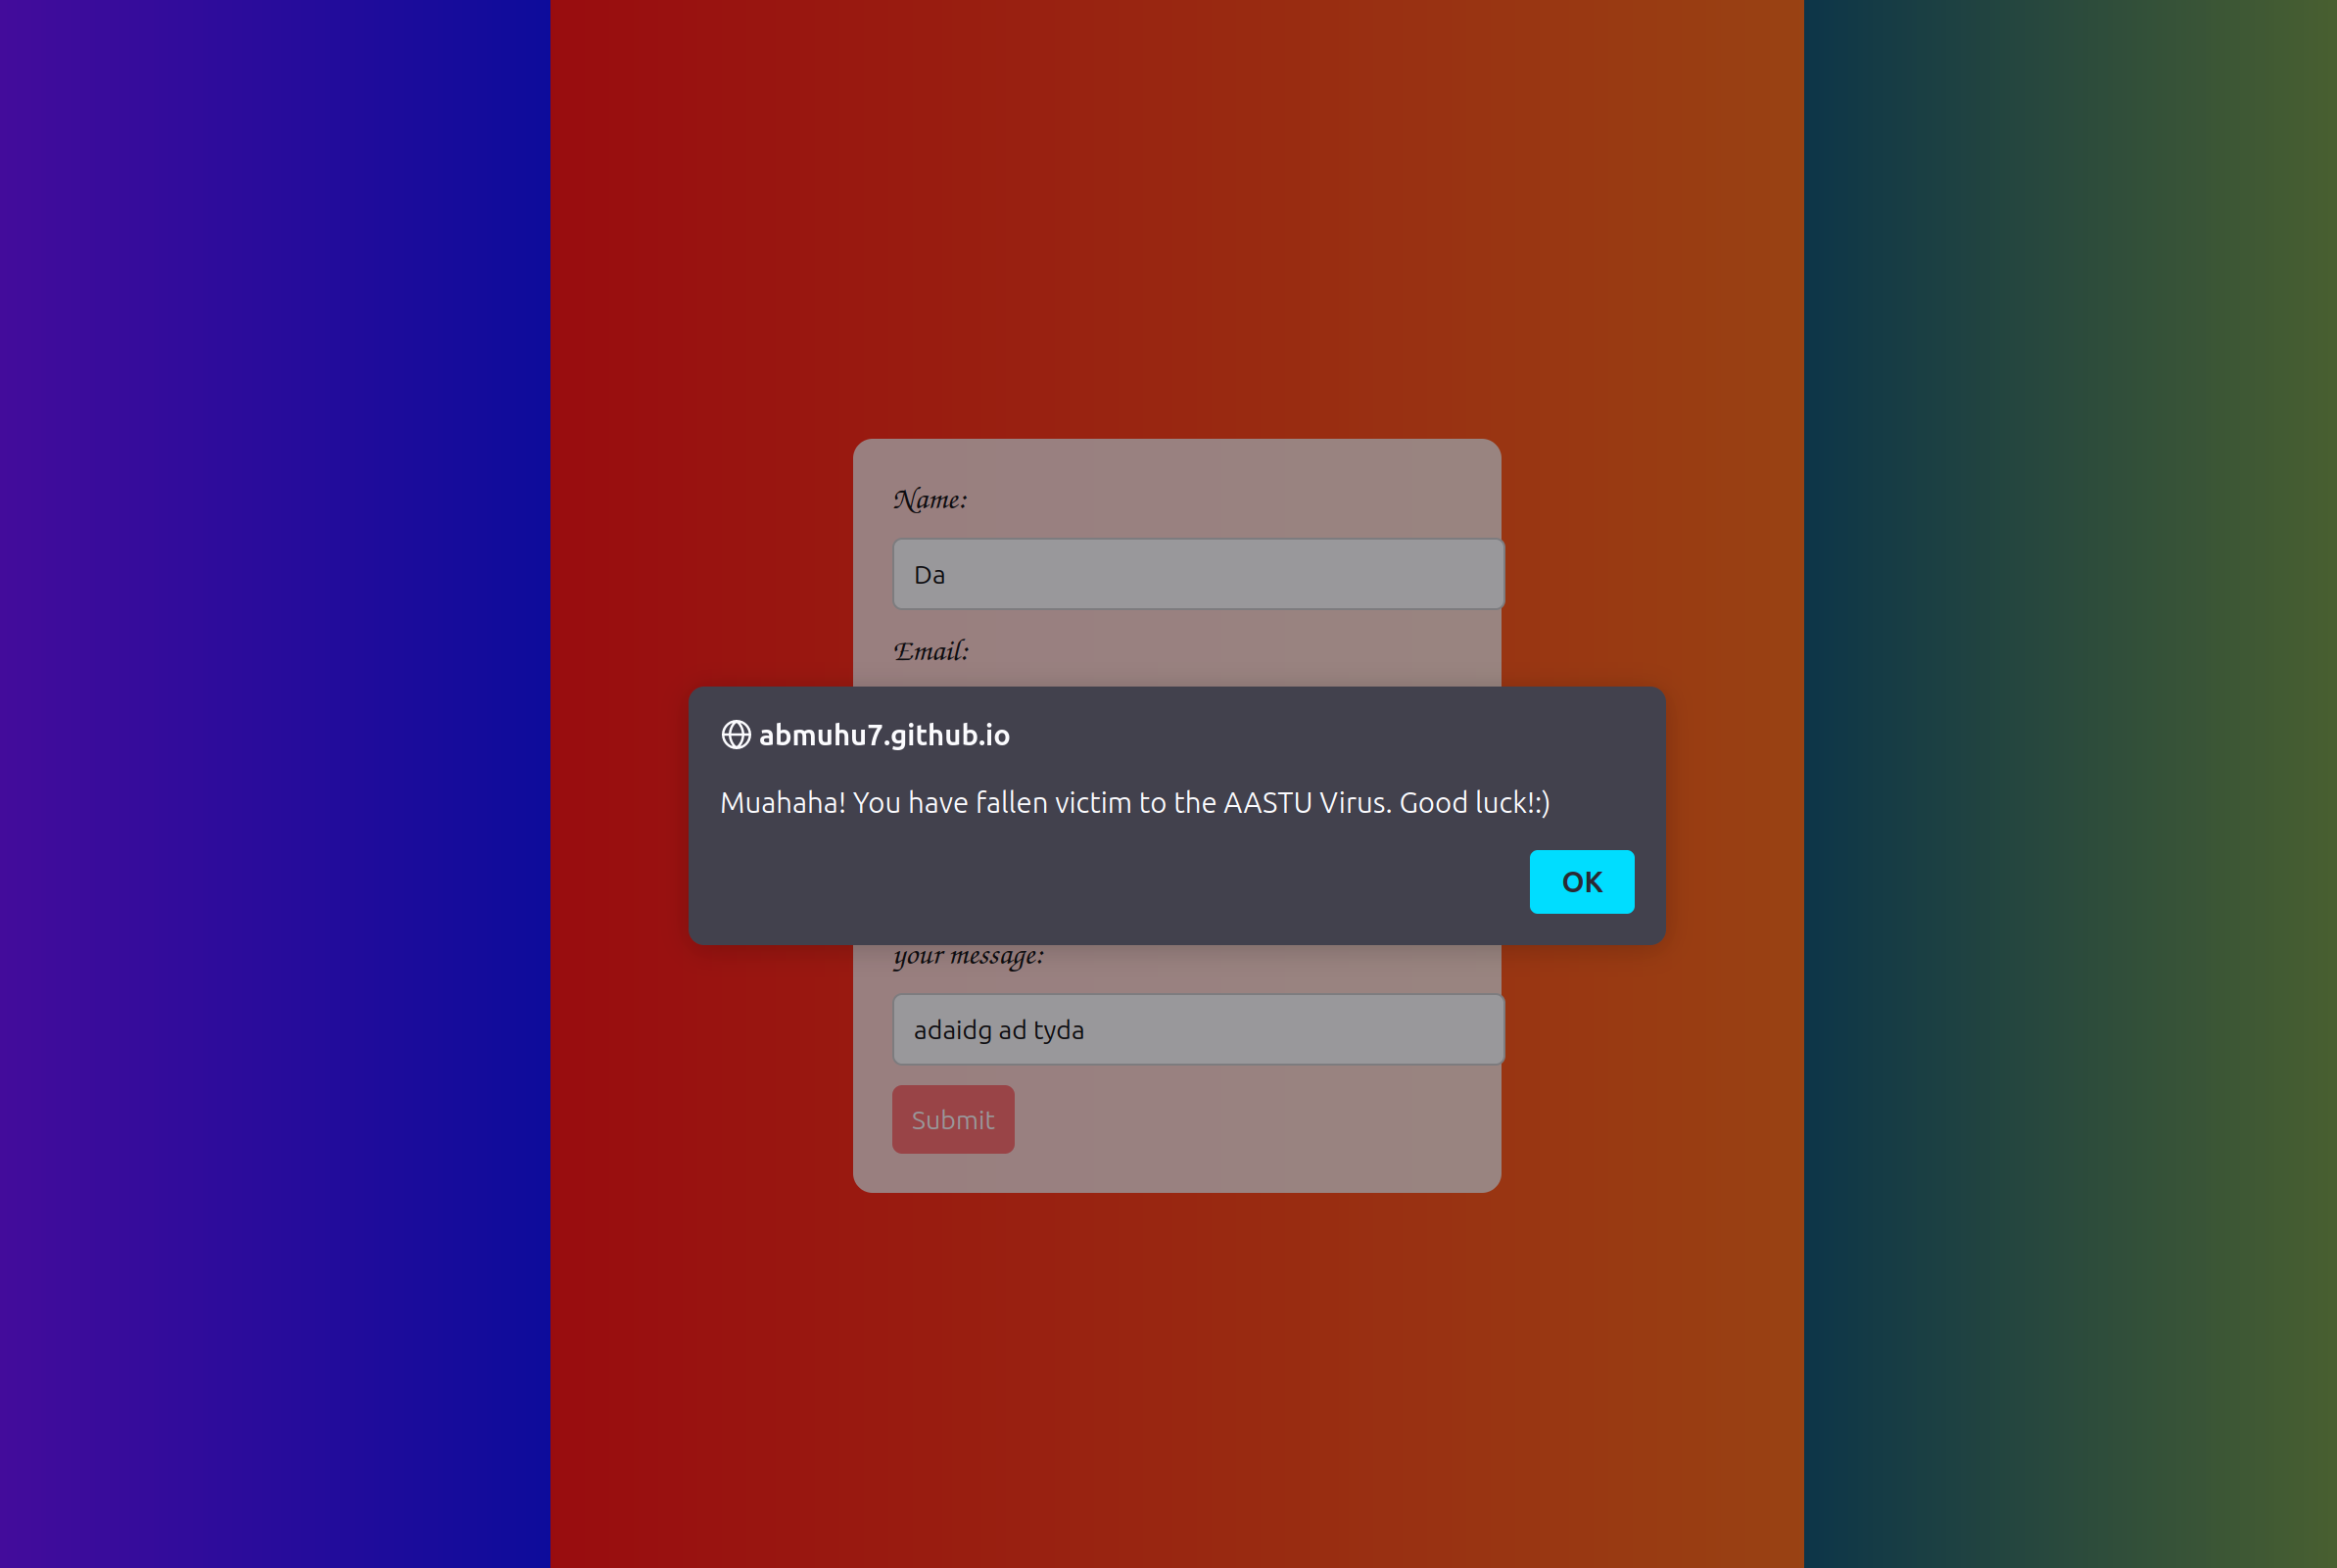 Name:
Da
Email:
abmuhu7.github.io
Muahaha! You have fallen victim to the AASTU Virus. Good luck!:)
OK
your message:
adaidg ad tyda
Submit